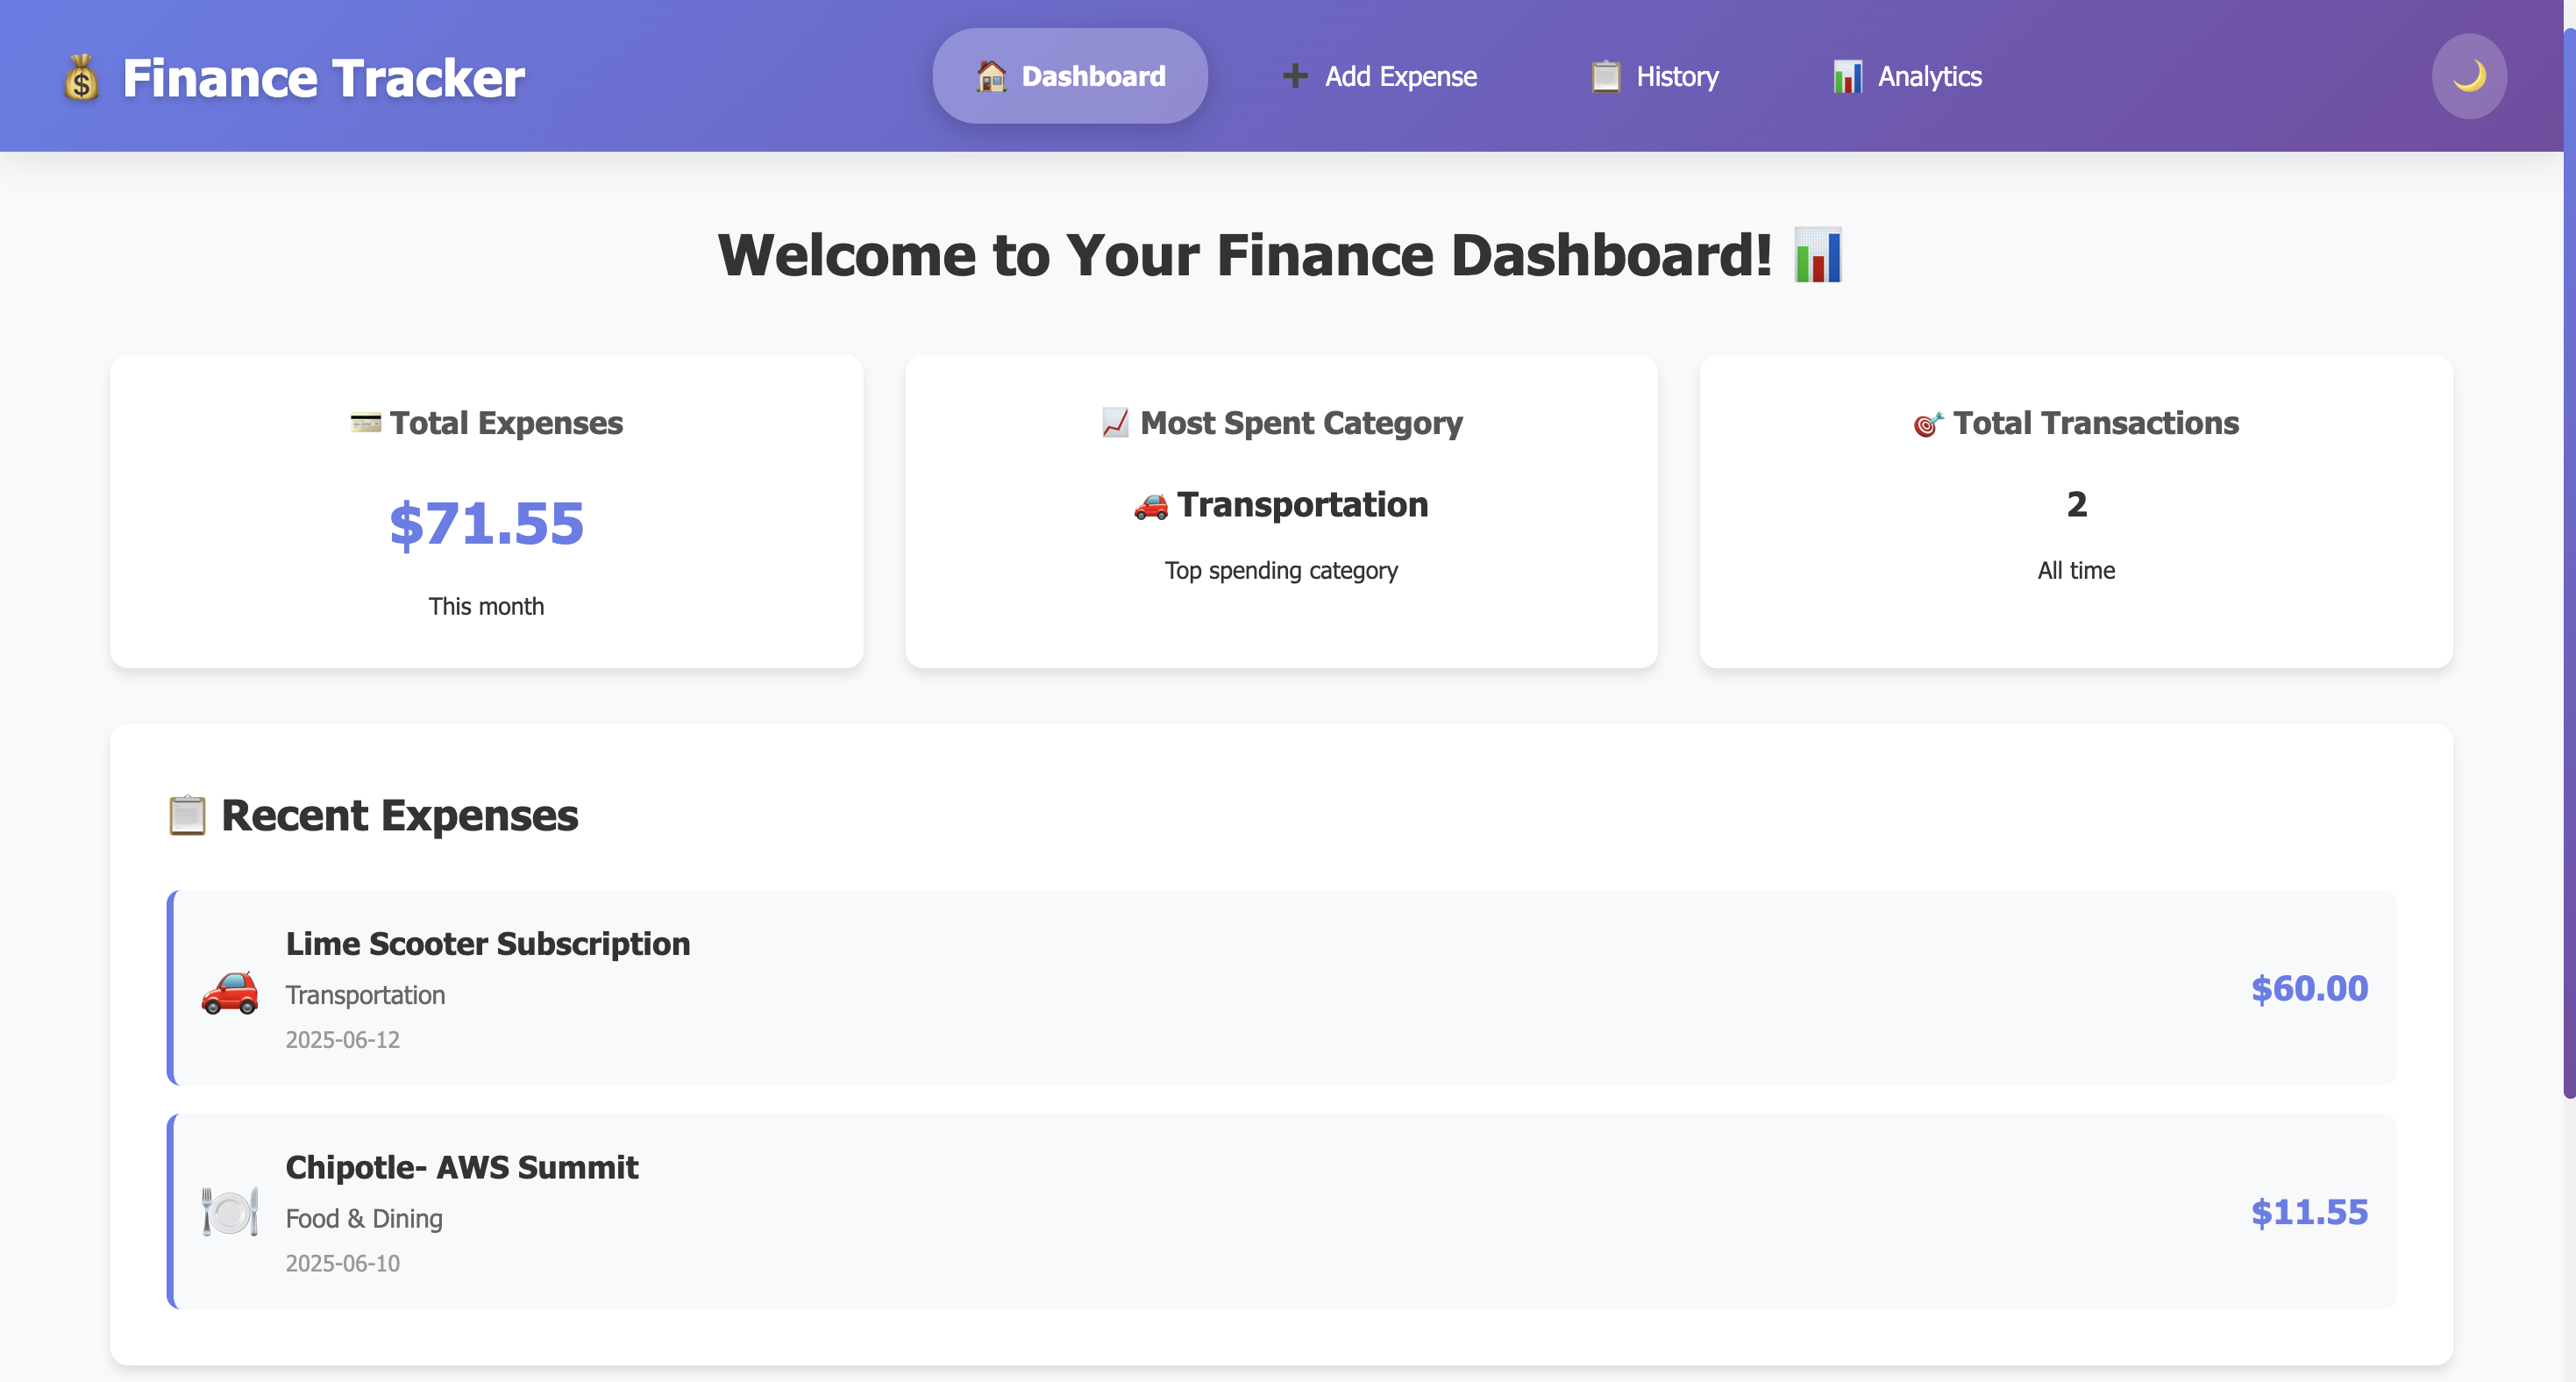 Finance Tracker
Dashboard
Add Expense
History
Analytics
Welcome to Your Finance Dashboard!
Total Expenses
$71.55
This month
Most Spent Category
Transportation
Top spending category
Total Transactions
2
All time
Recent Expenses
Lime Scooter Subscription
Transportation
2025-06-12
$60.00
Chipotle- AWS Summit
Food & Dining
2025-06-10
$11.55